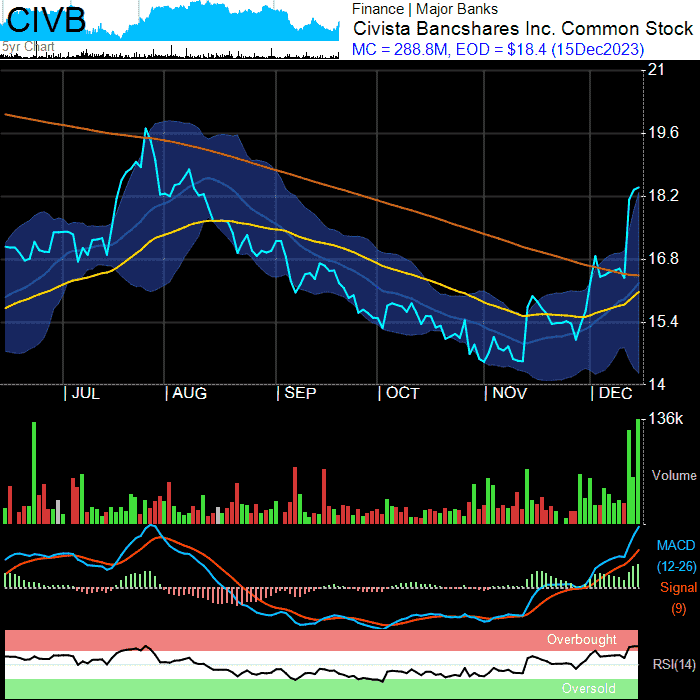 CIVB
5yr Chart
Finance | Major Banks
Civista Bancshares Inc. Common Stock
MC = 288.8M, EOD = $18.4 (15Dec2023)
21
19.6
18.2
16.8
15.4
14
| JUL | AUG | SEP | OCT | NOV | DEC
136k
Volume
MACD
(12-26)
Signal
(9)
Overbought
RSI(14)
Oversold